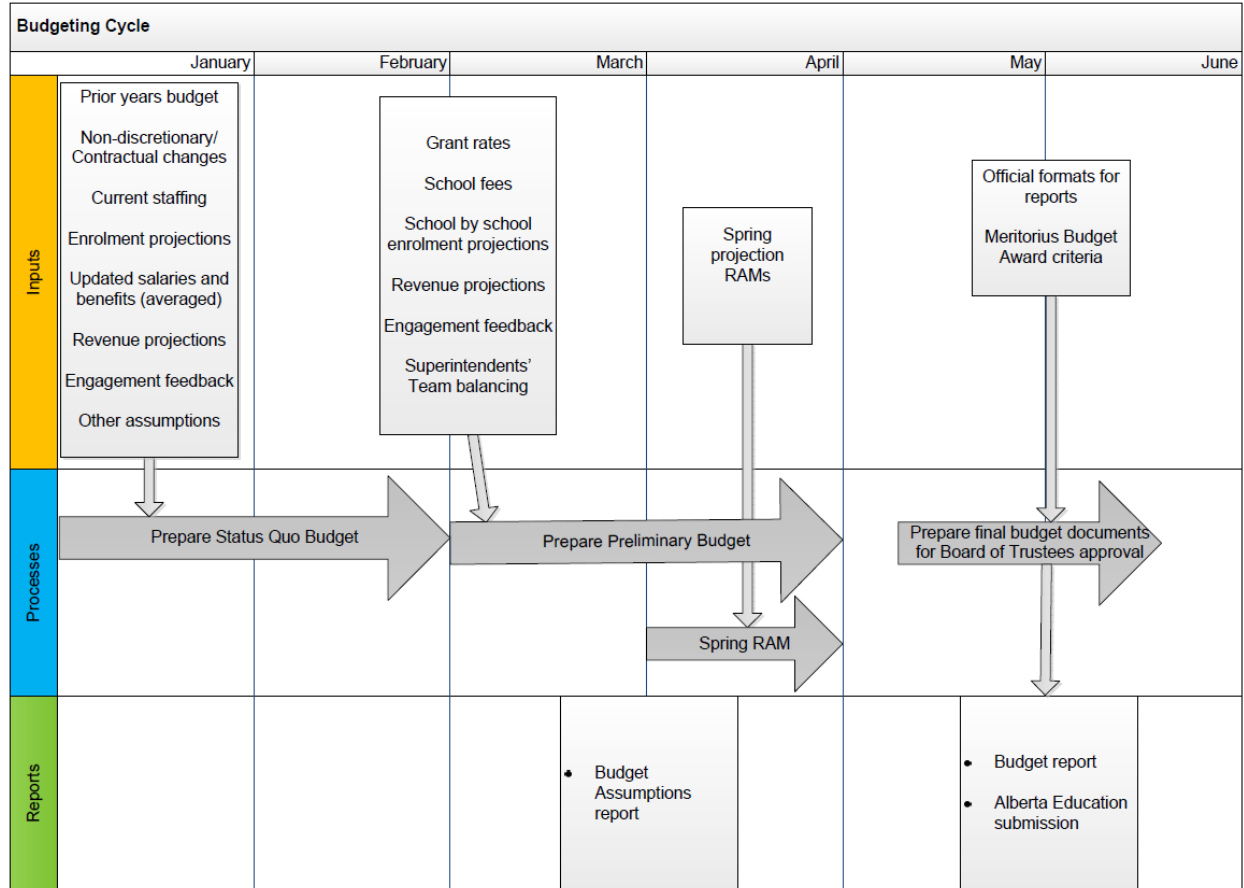 Budgeting Cycle
January
February
March
April
May
June
Inputs
Prior years budget
Non-discretionary/
Contractual changes
Current staffing
Enrolment projections
Updated salaries and
benefits (averaged)
Revenue projections
Engagement feedback
Other assumptions
Grant rates
School fees
School by school
enrolment projections
Revenue projections
Engagement feedback
Superintendents’
Team balancing
Spring
projection
RAMs
Official formats for
reports
Meritorius Budget
Award criteria
Processes
Prepare Status Quo Budget
Prepare Preliminary Budget
Prepare final budget documents
for Board of Trustees approval
Spring RAM
Reports
• Budget
Assumptions
report
• Budget report
• Alberta Education
submission